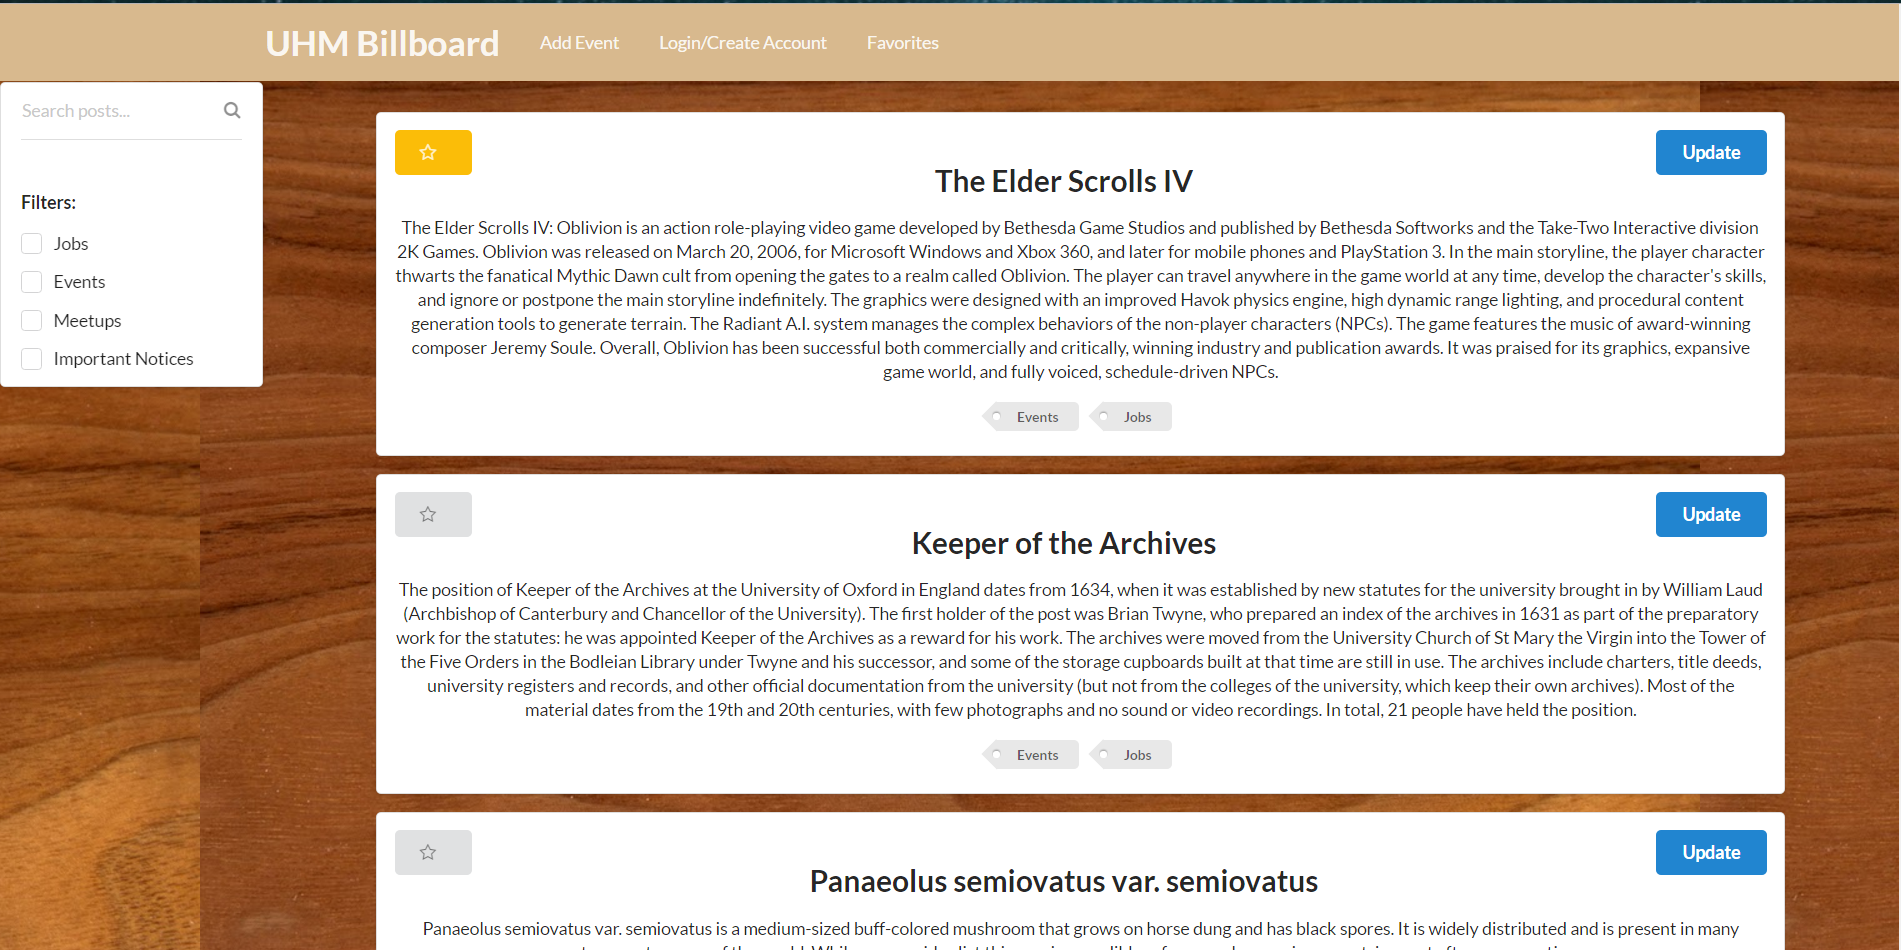 UHM Billboard Add Event Login/Create Account Favorites
Search posts...
Filters:
Jobs
Events
Meetups
Important Notices
Update
The Elder Scrolls IV
The Elder Scrolls IV: Oblivion is an action role-playing video game developed by Bethesda Game Studios and published by Bethesda Softworks and the Take-Two Interactive division
2K Games. Oblivion was released on March 20, 2006, for Microsoft Windows and Xbox 360, and later for mobile phones and PlayStation 3. In the main storyline, the player character
thwarts the fanatical Mythic Dawn cult from opening the gates to a realm called Oblivion. The player can travel anywhere in the game world at any time, develop the character's skills,
and ignore or postpone the main storyline indefinitely. The graphics were designed with an improved Havok physics engine, high dynamic range lighting, and procedural content
generation tools to generate terrain. The Radiant A.I. system manages the complex behaviors of the non-player characters (NPCs). The game features the music of award-winning
composer Jeremy Soule. Overall, Oblivion has been successful both commercially and critically, winning industry and publication awards. It was praised for its graphics, expansive
game world, and fully voiced, schedule-driven NPCs.
Events Jobs
Update
Keeper of the Archives
The position of Keeper of the Archives at the University of Oxford in England dates from 1634, when it was established by new statutes for the university brought in by William Laud
(Archbishop of Canterbury and Chancellor of the University). The first holder of the post was Brian Twyne, who prepared an index of the archives in 1631 as part of the preparatory
work for the statutes: he was appointed Keeper of the Archives as a reward for his work. The archives were moved from the University Church of St Mary the Virgin into the Tower of
the Five Orders in the Bodleian Library under Twyne and his successor, and some of the storage cupboards built at that time are still in use. The archives include charters, title deeds,
university registers and records, and other official documentation from the university (but not from the colleges of the university, which keep their own archives). Most of the
material dates from the 19th and 20th centuries, with few photographs and no sound or video recordings. In total, 21 people have held the position.
Events Jobs
Update
Panaeolus semiovatus var. semiovatus
Panaeolus semiovatus var. semiovatus is a medium-sized buff-colored mushroom that grows on horse dung and has black spores. It is widely distributed and is present in many